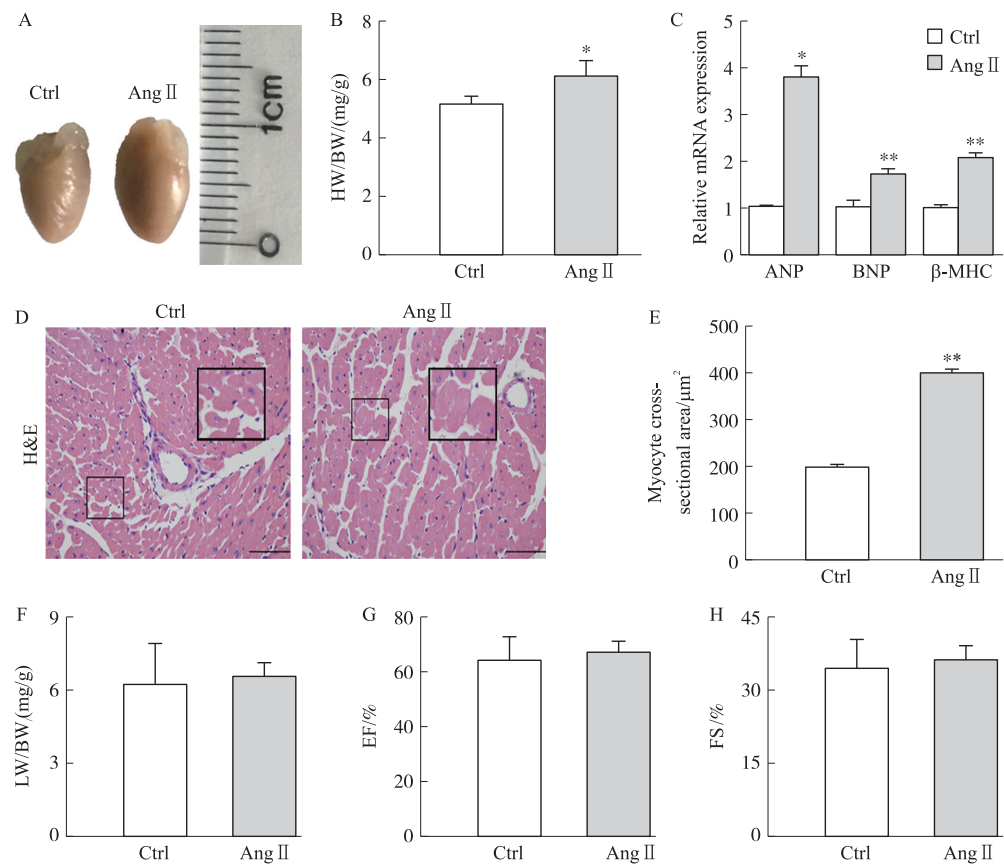 A
Ctrl
Ang Ⅱ
1cm
0
B
HW/BW/(mg/g)
8
6
4
2
0
*
Ctrl
Ang Ⅱ
C
Relative mRNA expression
5
4
3
2
1
0
*
**
**
Ctrl
Ang Ⅱ
ANP
BNP
β-MHC
D
Ctrl
Ang Ⅱ
H&E
E
Myocyte cross-
sectional area/μm²
500
400
300
200
100
0
**
Ctrl
Ang Ⅱ
F
LW/BW/(mg/g)
9
6
3
0
Ctrl
Ang Ⅱ
G
EF/%
80
60
40
20
0
Ctrl
Ang Ⅱ
H
FS/%
45
30
15
0
Ctrl
Ang Ⅱ